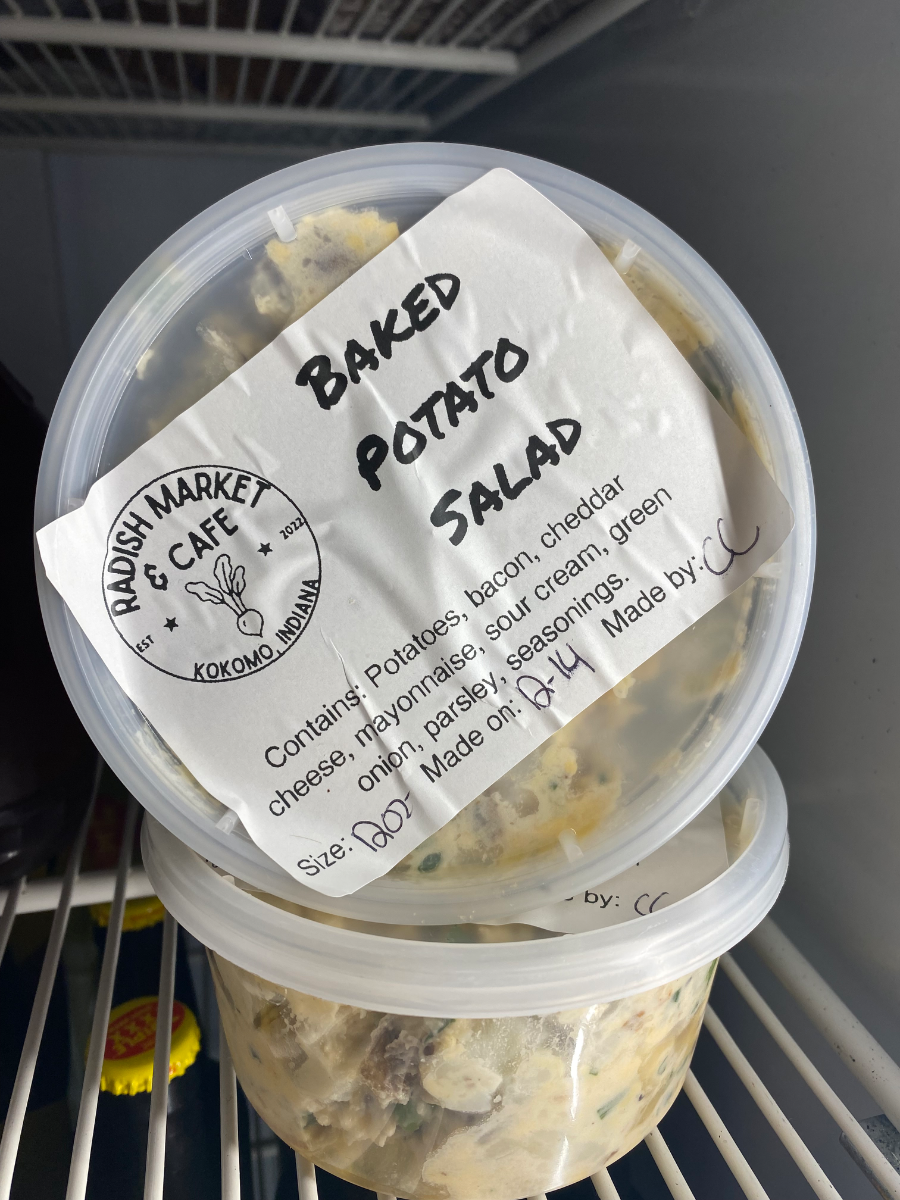 BAKED
POTATO
SALAD
RADISH MARKET
& CAFE
EST
2022
KOKOMO, INDIANA
Contains: Potatoes, bacon, cheddar
cheese, mayonnaise, sour cream, green
onion, parsley, seasonings.
Made on: 12-14 Made by: CC
Size: 12oz
by: CC